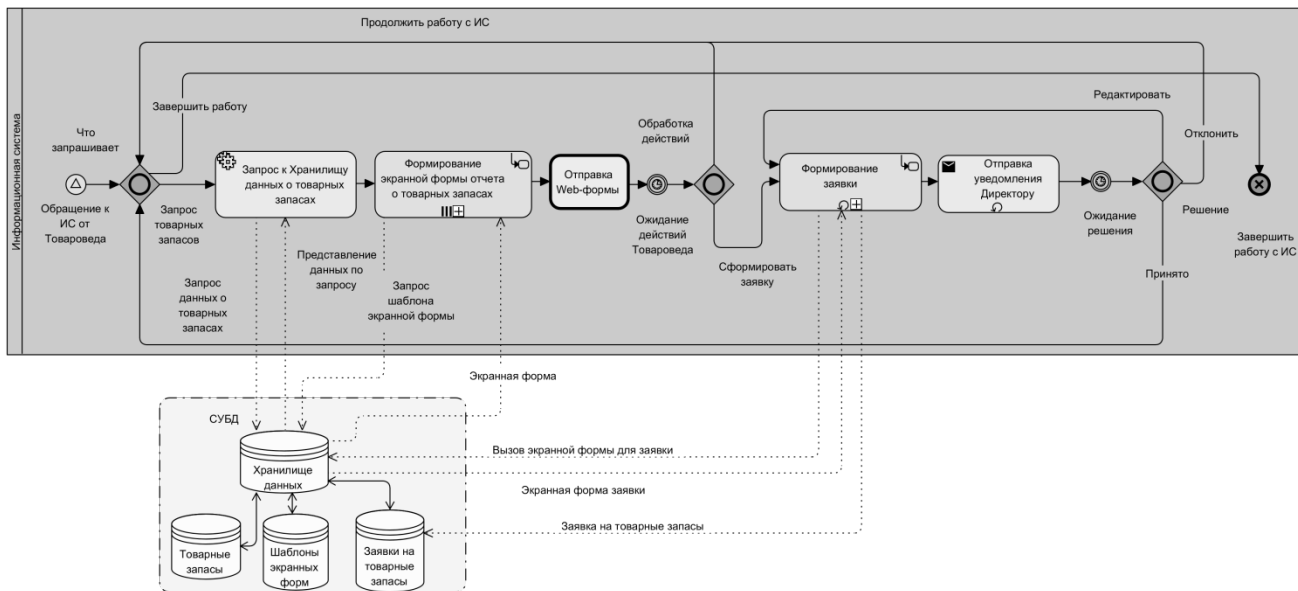 Продолжить работу с ИС
Информационная система
Что
запрашивает
Завершить работу
Обращение к
ИС от
Товароведа
Запрос
товарных
запасов
Запрос к Хранилищу
данных о товарных
запасах
Формирование
экранной формы отчета
о товарных запасах
Отправка
Web-формы
Обработка
действий
Ожидание
действий
Товароведа
Сформировать
заявку
Формирование
заявки
Отправка
уведомления
Директору
Ожидание
решения
Редактировать
Отклонить
Решение
Принято
Завершить
работу с ИС
Запрос
данных о
товарных
запасах
Представление
данных по
запросу
Запрос
шаблона
экранной формы
Экранная форма
СУБД
Хранилище
данных
Вызов экранной формы для заявки
Экранная форма заявки
Заявка на товарные запасы
Товарные
запасы
Шаблоны
экранных
форм
Заявки на
товарные
запасы